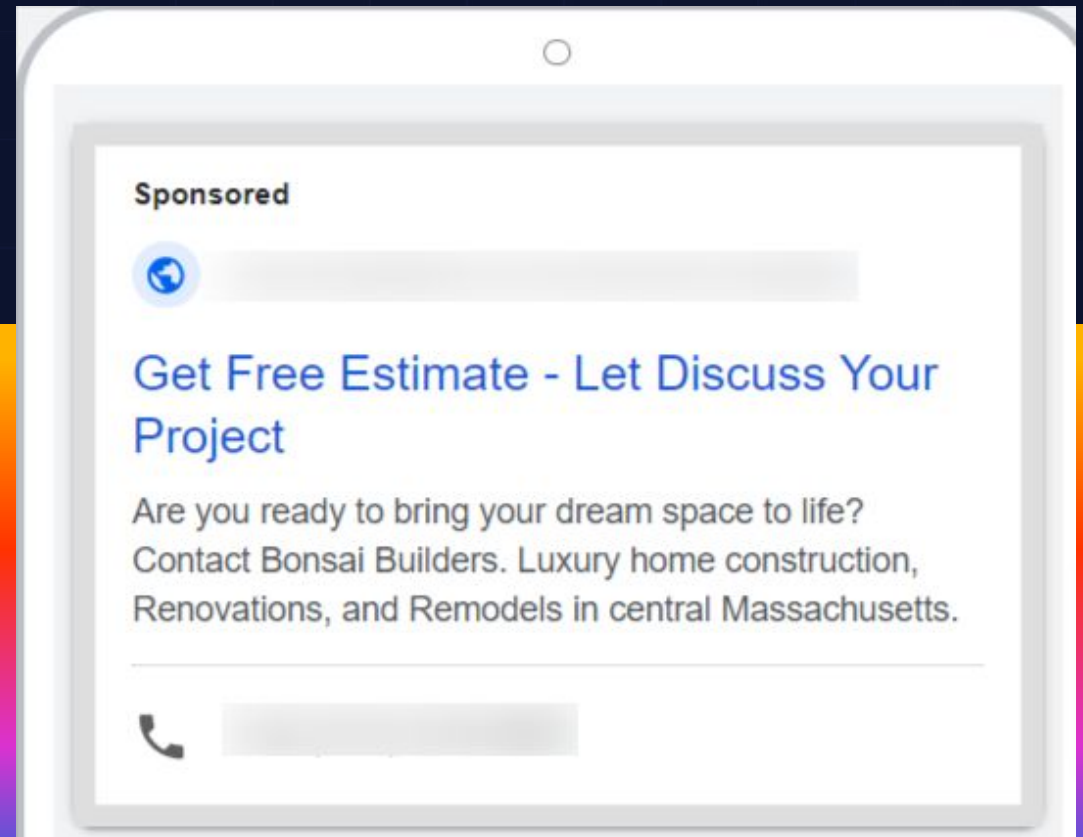 Sponsored
Get Free Estimate - Let Discuss Your
Project
Are you ready to bring your dream space to life?
Contact Bonsai Builders. Luxury home construction,
Renovations, and Remodels in central Massachusetts.